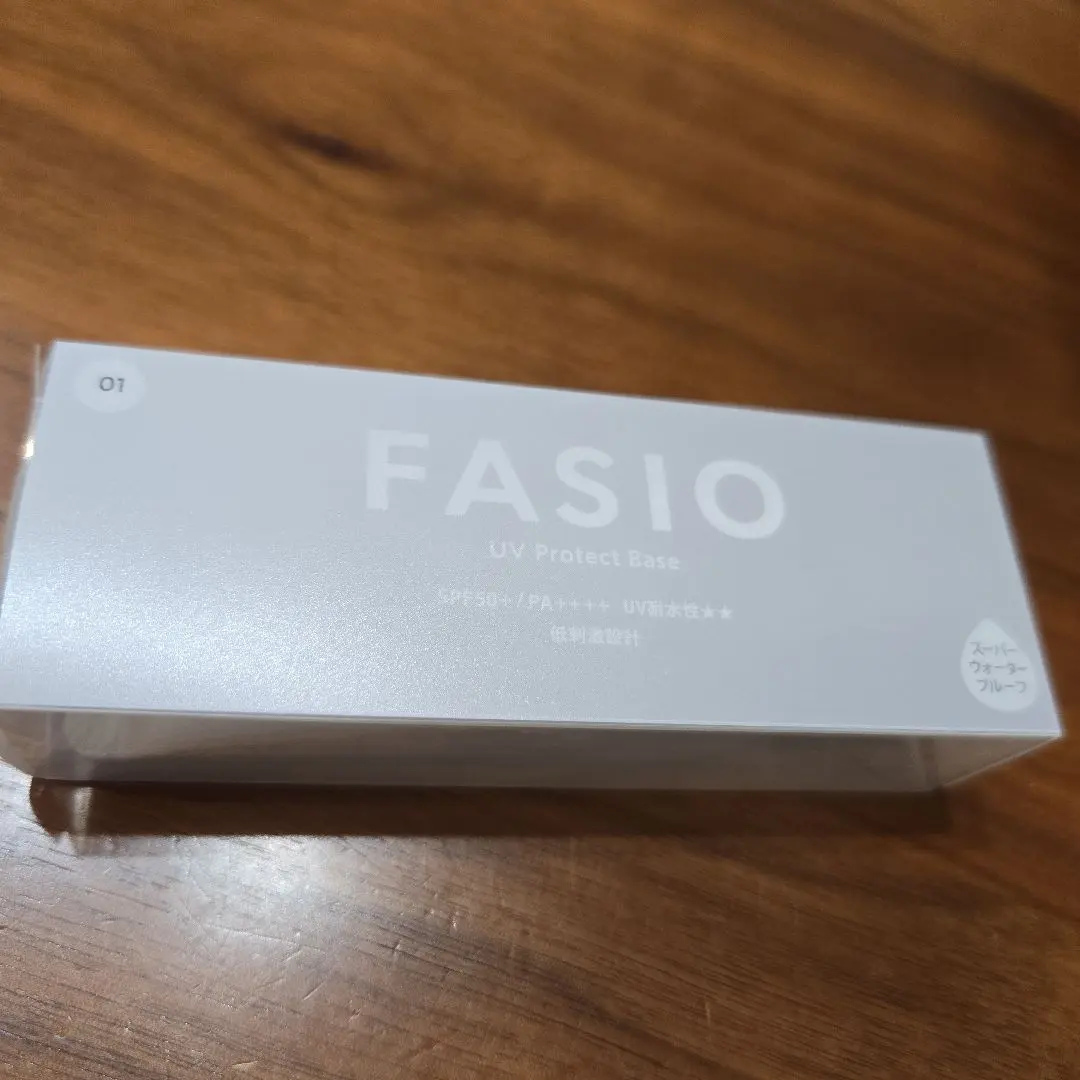 01
FASIO
UV Protect Base
SPF50+/PA++++ UV耐水性★★
低刺激設計
スーパー
ウォーター
プルーフ